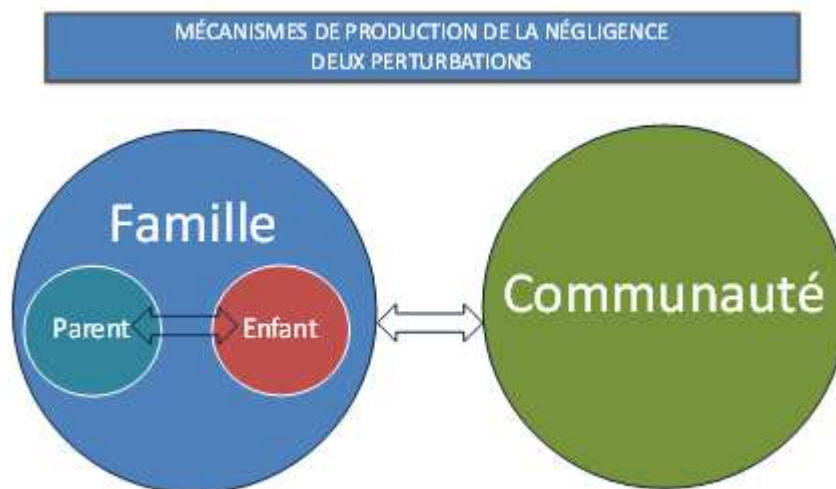 MÉCANISMES DE PRODUCTION DE LA NÉGLIGENCE
DEUX PERTURBATIONS
Famille
Parent
Enfant
Communauté